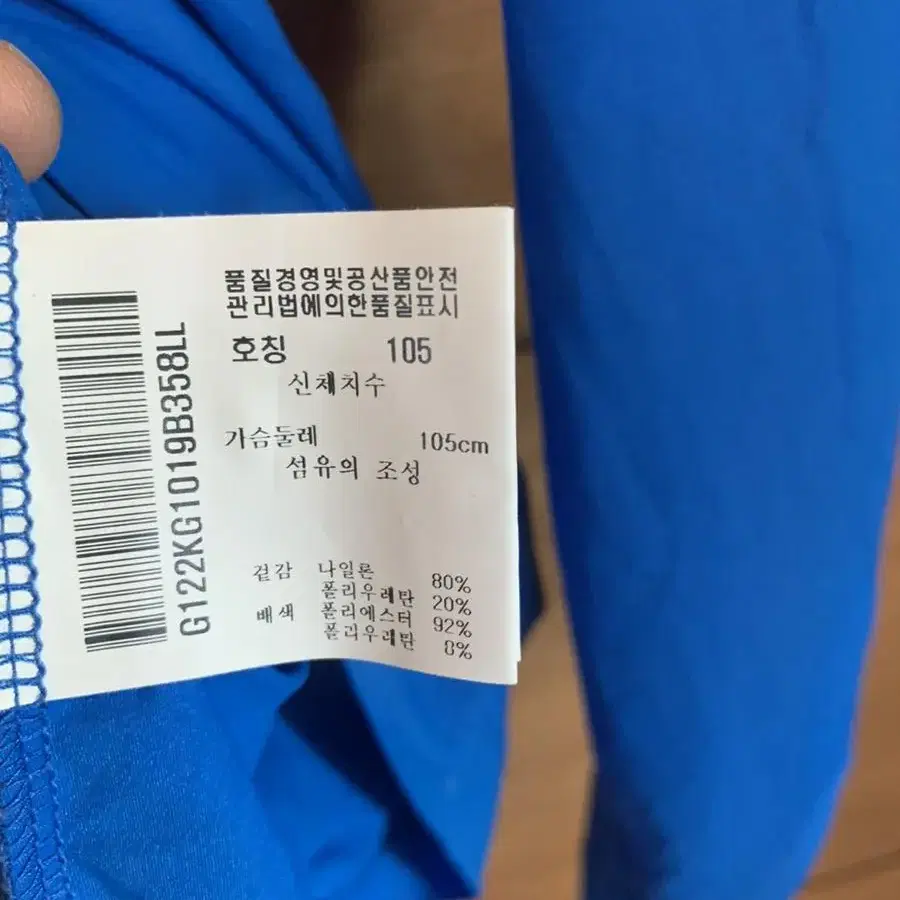 품질경영및공산품안전
관리법에의한품질표시
호칭 105
신체치수
가슴둘레 105cm
섬유의 조성
겉감 나일론 80%
폴리우레탄 20%
배색 폴리에스터 92%
폴리우레탄 8%
G122KG1019B358LL